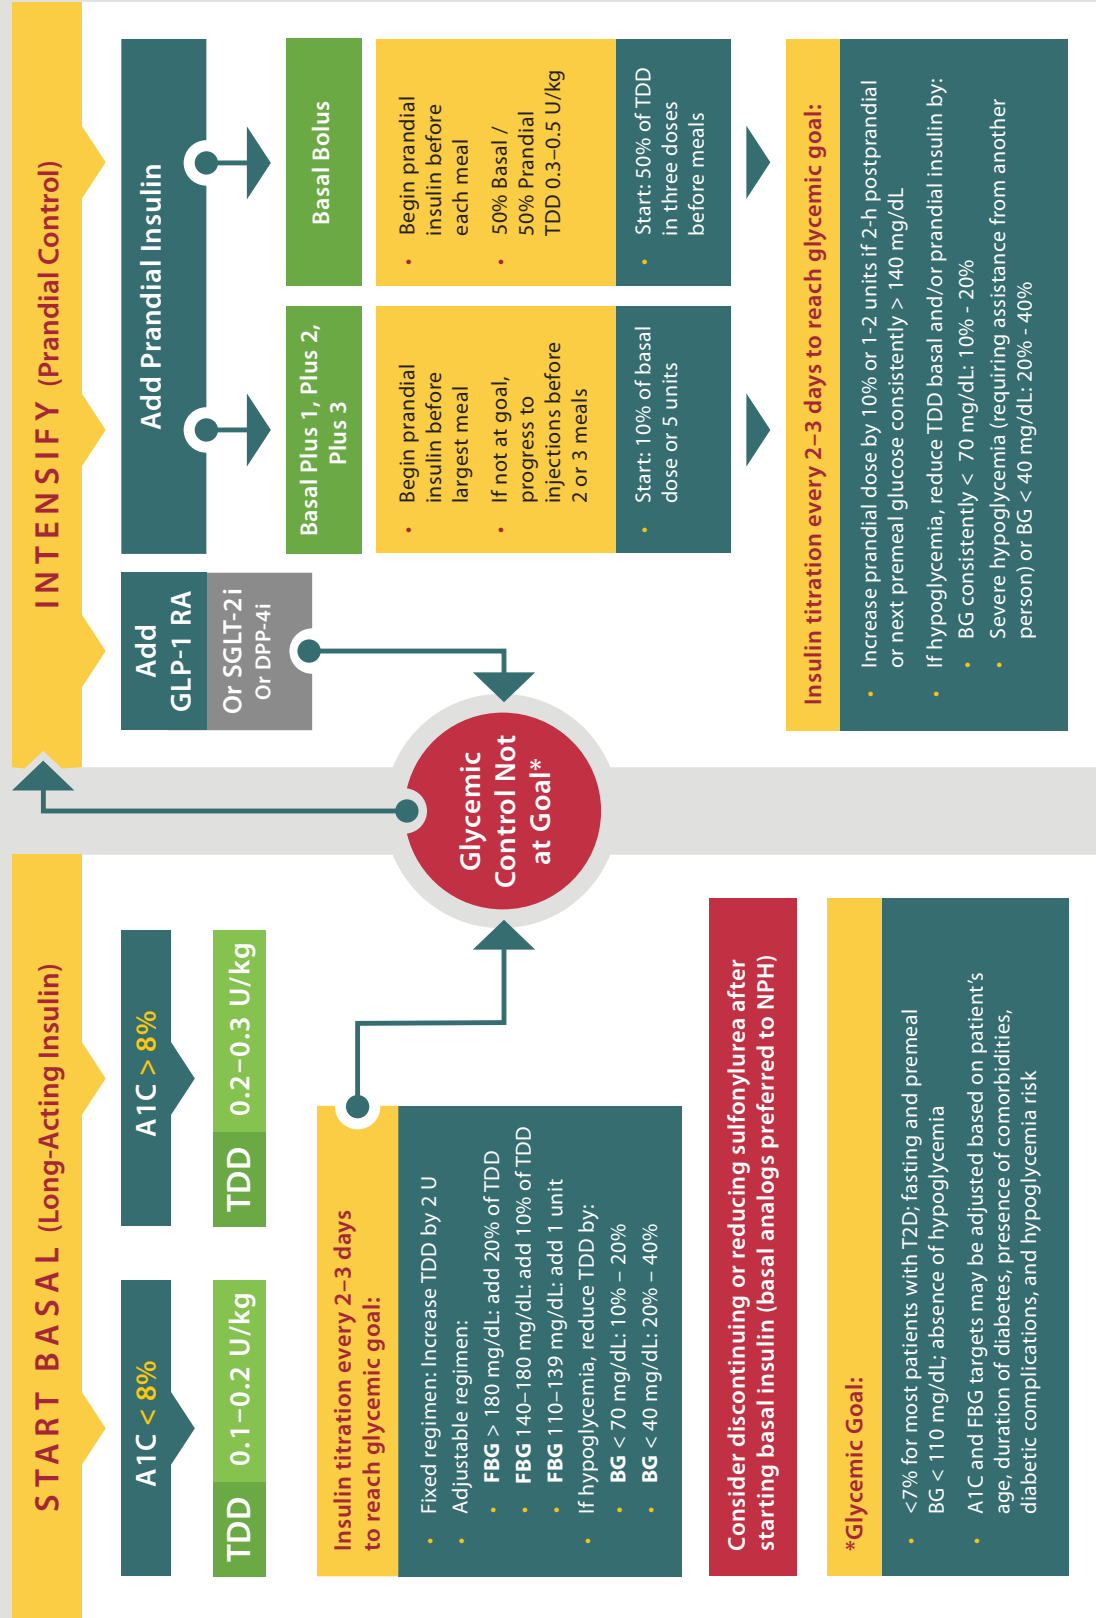 START BASAL (Long-Acting Insulin)
A1C < 8%
A1C > 8%
TDD 0.1–0.2 U/kg
TDD 0.2–0.3 U/kg
Insulin titration every 2–3 days
to reach glycemic goal:
• Fixed regimen: Increase TDD by 2 U
• Adjustable regimen:
• FBG > 180 mg/dL: add 20% of TDD
• FBG 140–180 mg/dL: add 10% of TDD
• FBG 110–139 mg/dL: add 1 unit
• If hypoglycemia, reduce TDD by:
• BG < 70 mg/dL: 10% – 20%
• BG < 40 mg/dL: 20% – 40%
Consider discontinuing or reducing sulfonylurea after
starting basal insulin (basal analogs preferred to NPH)
*Glycemic Goal:
• <7% for most patients with T2D; fasting and premeal
BG < 110 mg/dL; absence of hypoglycemia
• A1C and FBG targets may be adjusted based on patient's
age, duration of diabetes, presence of comorbidities,
diabetic complications, and hypoglycemia risk
Glycemic
Control Not
at Goal*
INTENSIFY (Prandial Control)
Add
GLP-1 RA
Or SGLT-2i
Or DPP-4i
Add Prandial Insulin
Basal Plus 1, Plus 2,
Plus 3
• Begin prandial
insulin before
largest meal
• If not at goal,
progress to
injections before
2 or 3 meals
• Start: 10% of basal
dose or 5 units
Basal Bolus
• Begin prandial
insulin before
each meal
• 50% Basal /
50% Prandial
TDD 0.3–0.5 U/kg
• Start: 50% of TDD
in three doses
before meals
Insulin titration every 2–3 days to reach glycemic goal:
• Increase prandial dose by 10% or 1-2 units if 2-h postprandial
or next premeal glucose consistently > 140 mg/dL
• If hypoglycemia, reduce TDD basal and/or prandial insulin by:
• BG consistently < 70 mg/dL: 10% - 20%
• Severe hypoglycemia (requiring assistance from another
person) or BG < 40 mg/dL: 20% - 40%